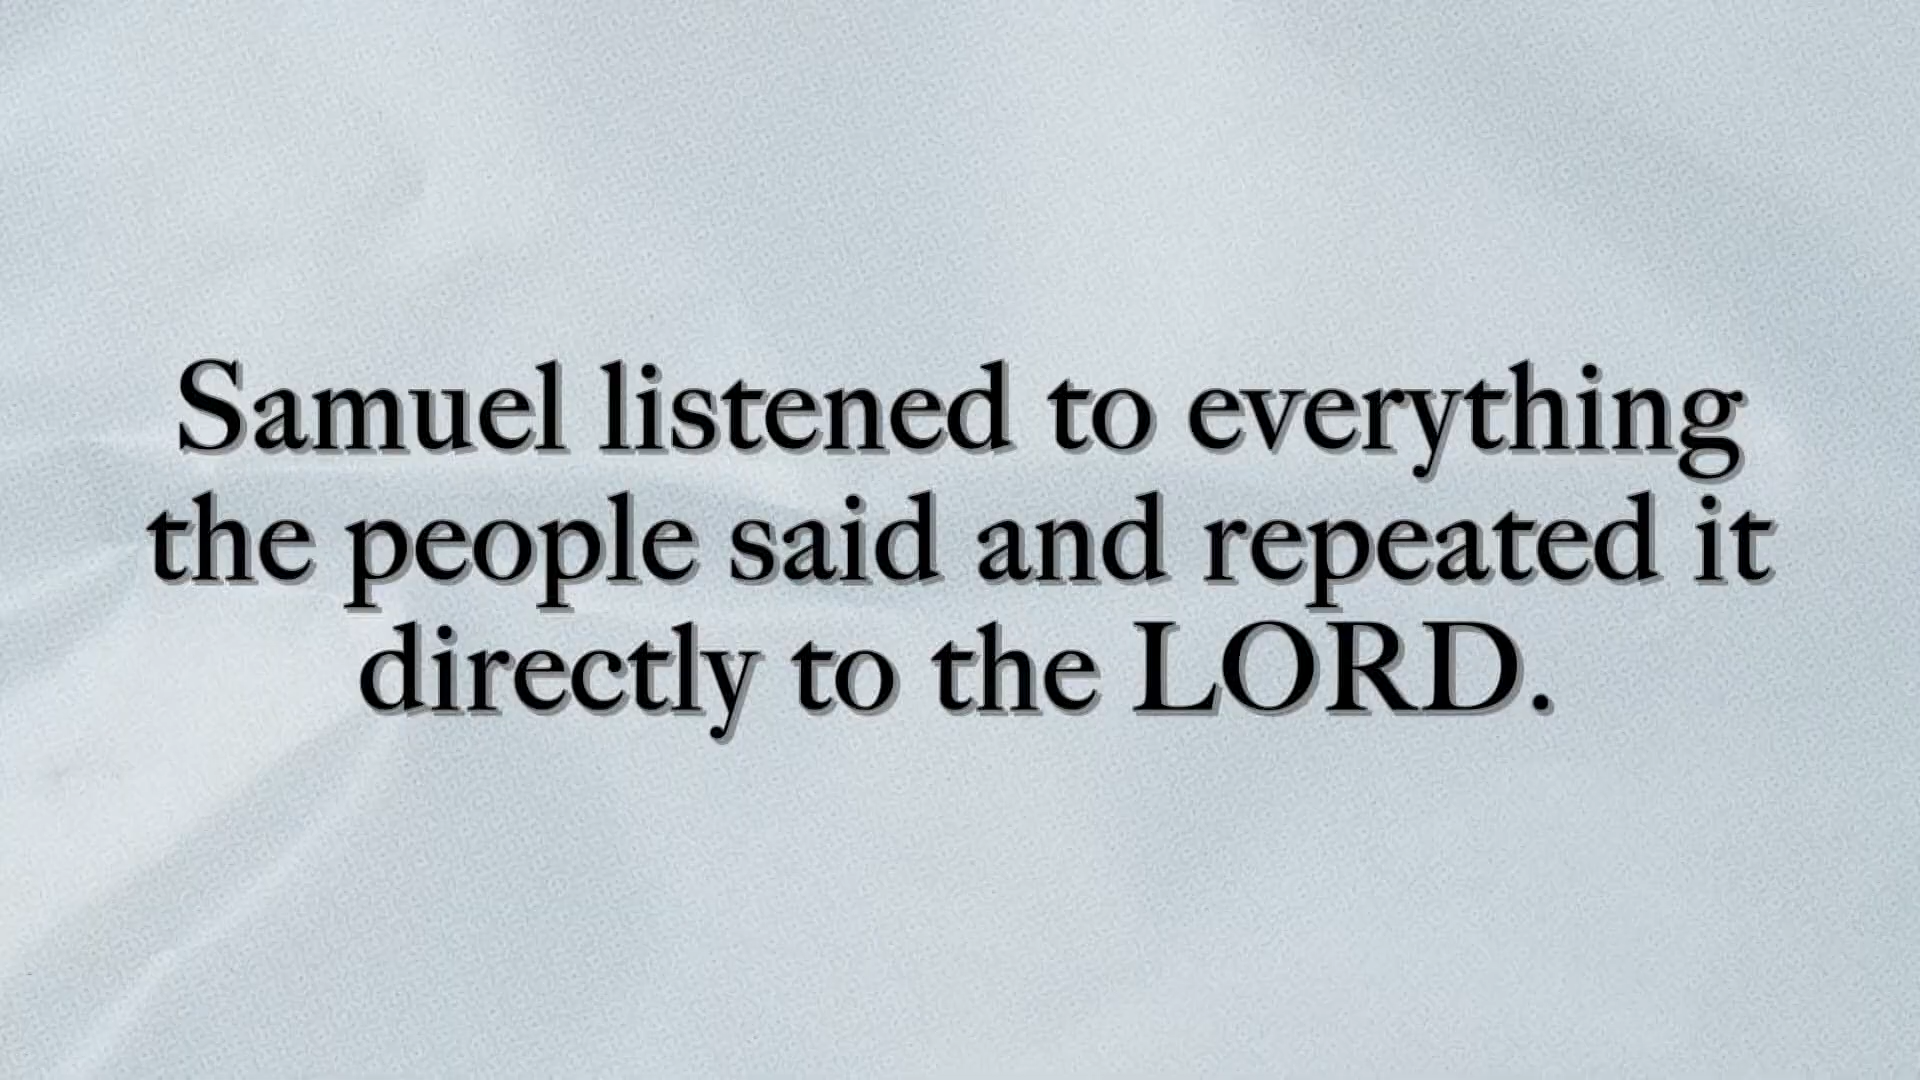 Samuel listened to everything
the people said and repeated it
directly to the LORD.